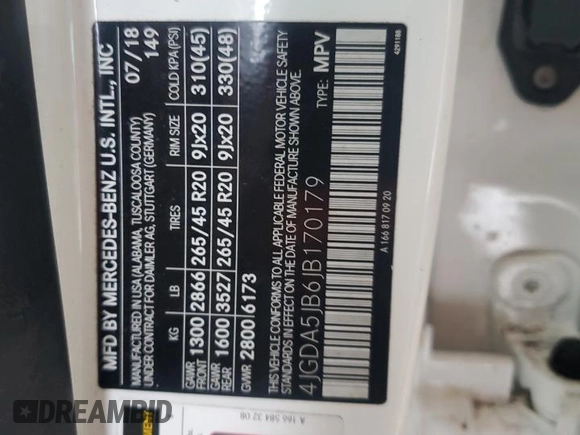 MFD BY MERCEDES-BENZ U.S. INTL., INC
MANUFACTURED IN USA (ALABAMA, TUSCALOOSA COUNTY) 07/18
UNDER CONTRACT FOR DAIMLER AG, STUTTGART (GERMANY) 149
KG LB TIRES RIM SIZE COLD KPA (PSI)
GAWR FRONT 1300 2866 265/45 R20 9Jx20 310(45)
GAWR REAR 1600 3527 265/45 R20 9Jx20 330(48)
GVWR 2800 6173
THIS VEHICLE CONFORMS TO ALL APPLICABLE FEDERAL MOTOR VEHICLE SAFETY
STANDARDS IN EFFECT ON THE DATE OF MANUFACTURE SHOWN ABOVE.
4JGDA5JB6JB170179 TYPE: MPV
A 166 817 09 20 4291188
A 166 584 32 08
DREAMBID